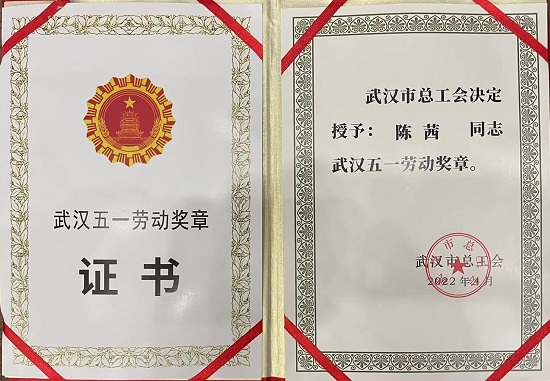 武汉五一劳动奖章
证书
武汉市总工会决定
授予：陈茜 同志
武汉五一劳动奖章。
武汉市总工会
2022年4月